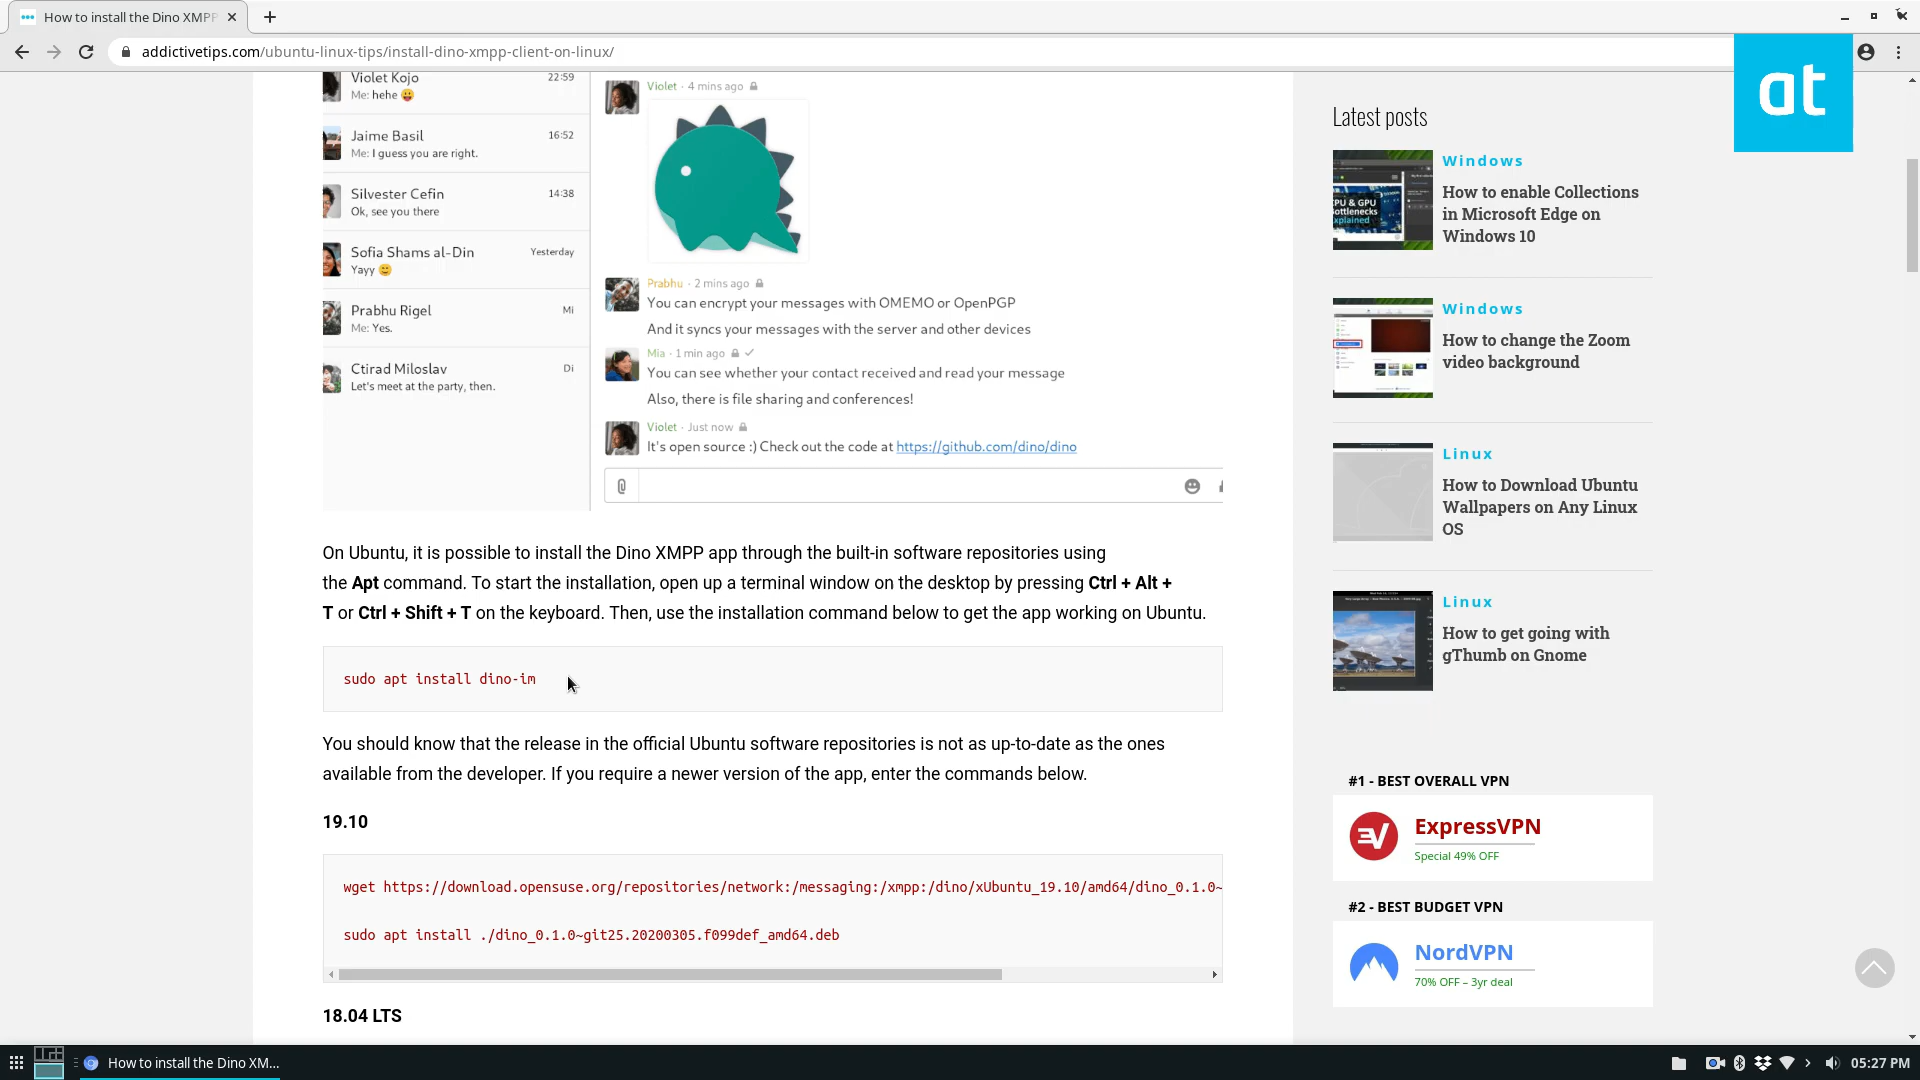 How to install the Dino XMPP
addictivetips.com/ubuntu-linux-tips/install-dino-xmpp-client-on-linux/
at
Violet Kojo 22:59
Me: hehe 😛
Jaime Basil 16:52
Me: I guess you are right.
Silvester Cefin 14:38
Ok, see you there
Sofia Shams al-Din Yesterday
Yayy 😊
Prabhu Rigel Mi
Me: Yes.
Ctirad Miloslav Di
Let's meet at the party, then.
Violet · 4 mins ago
Prabhu · 2 mins ago
You can encrypt your messages with OMEMO or OpenPGP
And it syncs your messages with the server and other devices
Mia · 1 min ago
You can see whether your contact received and read your message
Also, there is file sharing and conferences!
Violet · Just now
It's open source :) Check out the code at https://github.com/dino/dino
On Ubuntu, it is possible to install the Dino XMPP app through the built-in software repositories using
the Apt command. To start the installation, open up a terminal window on the desktop by pressing Ctrl + Alt +
T or Ctrl + Shift + T on the keyboard. Then, use the installation command below to get the app working on Ubuntu.
sudo apt install dino-im
You should know that the release in the official Ubuntu software repositories is not as up-to-date as the ones
available from the developer. If you require a newer version of the app, enter the commands below.
19.10
wget https://download.opensuse.org/repositories/network:/messaging:/xmpp:/dino/xUbuntu_19.10/amd64/dino_0.1.0~
sudo apt install ./dino_0.1.0~git25.20200305.f099def_amd64.deb
18.04 LTS
Latest posts
Windows
How to enable Collections
in Microsoft Edge on
Windows 10
Windows
How to change the Zoom
video background
Linux
How to Download Ubuntu
Wallpapers on Any Linux
OS
Linux
How to get going with
gThumb on Gnome
#1 - BEST OVERALL VPN
ExpressVPN
Special 49% OFF
#2 - BEST BUDGET VPN
NordVPN
70% OFF – 3yr deal
How to install the Dino XM...
05:27 PM